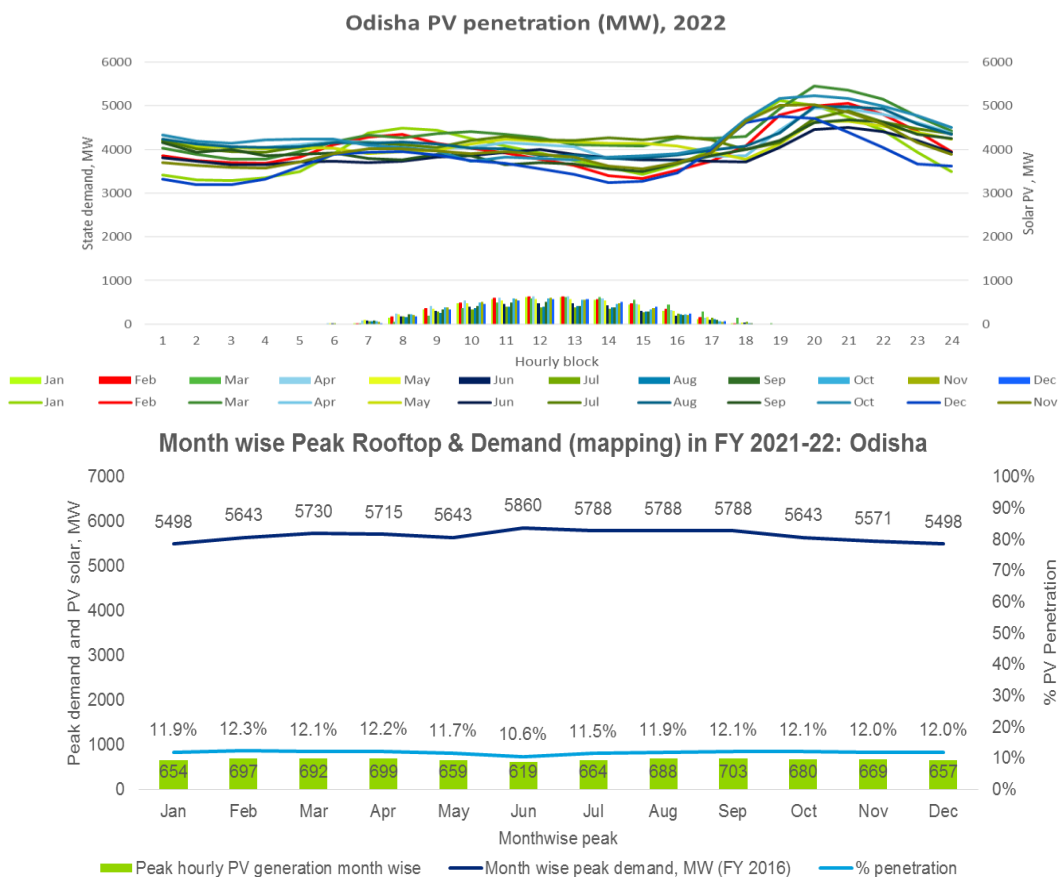 Odisha PV penetration (MW), 2022
6000 6000
5000 5000
4000 4000
3000 3000
2000 2000
1000 1000
0 0
State demand, MW
Solar PV , MW
1 2 3 4 5 6 7 8 9 10 11 12 13 14 15 16 17 18 19 20 21 22 23 24
Hourly block
Jan Feb Mar Apr May Jun Jul Aug Sep Oct Nov Dec
Jan Feb Mar Apr May Jun Jul Aug Sep Oct Dec Nov
Month wise Peak Rooftop & Demand (mapping) in FY 2021-22: Odisha
7000 100%
90%
6000 80%
5000 70%
60%
4000
50%
3000 40%
2000 30%
20%
1000
10%
0 0%
Peak demand and PV solar, MW
% PV Penetration
5498 5643 5730 5715 5643 5860 5788 5788 5788 5643 5571 5498
11.9% 12.3% 12.1% 12.2% 11.7% 10.6% 11.5% 11.9% 12.1% 12.1% 12.0% 12.0%
654 697 692 699 659 619 664 688 703 680 669 657
Jan Feb Mar Apr May Jun Jul Aug Sep Oct Nov Dec
Monthwise peak
Peak hourly PV generation month wise Month wise peak demand, MW (FY 2016) % penetration